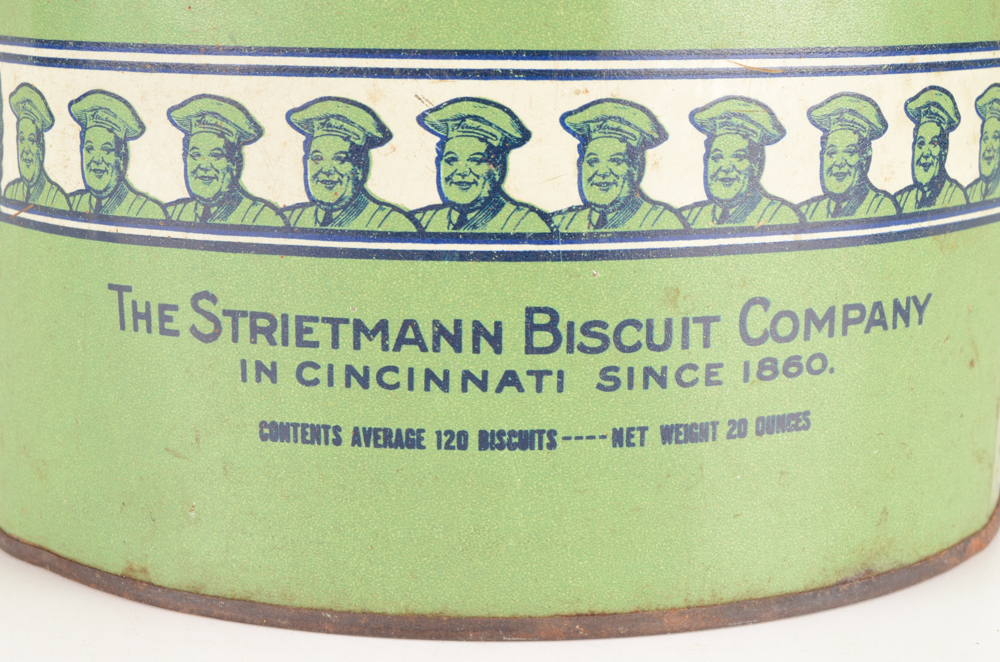 THE STRIETMANN BISCUIT COMPANY
IN CINCINNATI SINCE 1860.
CONTENTS AVERAGE 120 BISCUITS----NET WEIGHT 20 OUNCES